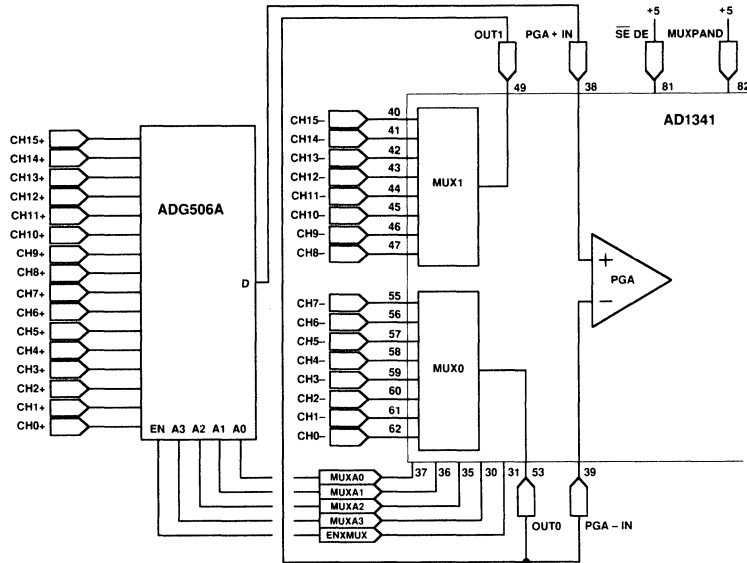 +5 +5
OUT1 PGA + IN S̅E̅ DE MUXPAND
49 38 81 82
AD1341
CH15+
CH14+
CH13+
CH12+
CH11+
CH10+
CH9+
CH8+
CH7+
CH6+
CH5+
CH4+
CH3+
CH2+
CH1+
CH0+
ADG506A
D
EN A3 A2 A1 A0
CH15– 40
CH14– 41
CH13– 42
CH12– 43
CH11– 44
CH10– 45
CH9– 46
CH8– 47
MUX1
CH7– 55
CH6– 56
CH5– 57
CH4– 58
CH3– 59
CH2– 60
CH1– 61
CH0– 62
MUX0
+
PGA
–
37 36 35 30 31 53 39
MUXA0
MUXA1
MUXA2
MUXA3
ENXMUX
OUT0 PGA – IN